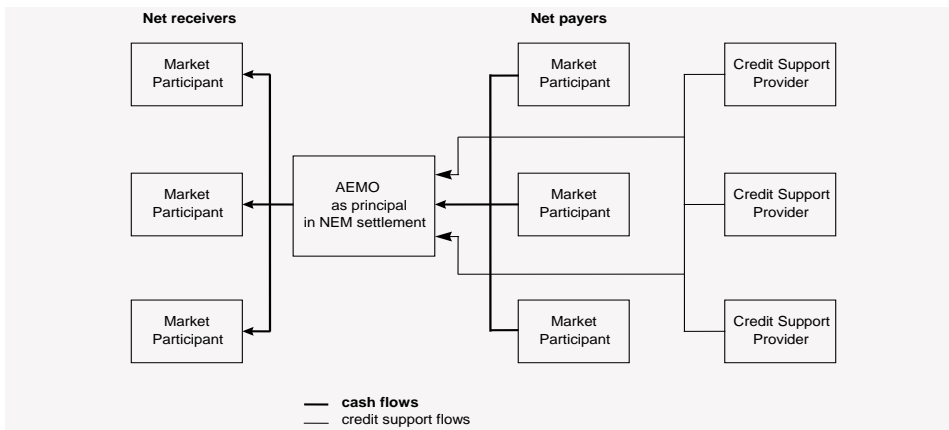 Net receivers
Net payers
Market
Participant
Market
Participant
Credit Support
Provider
AEMO
as principal
in NEM settlement
Market
Participant
Market
Participant
Credit Support
Provider
Market
Participant
Market
Participant
Credit Support
Provider
cash flows
credit support flows